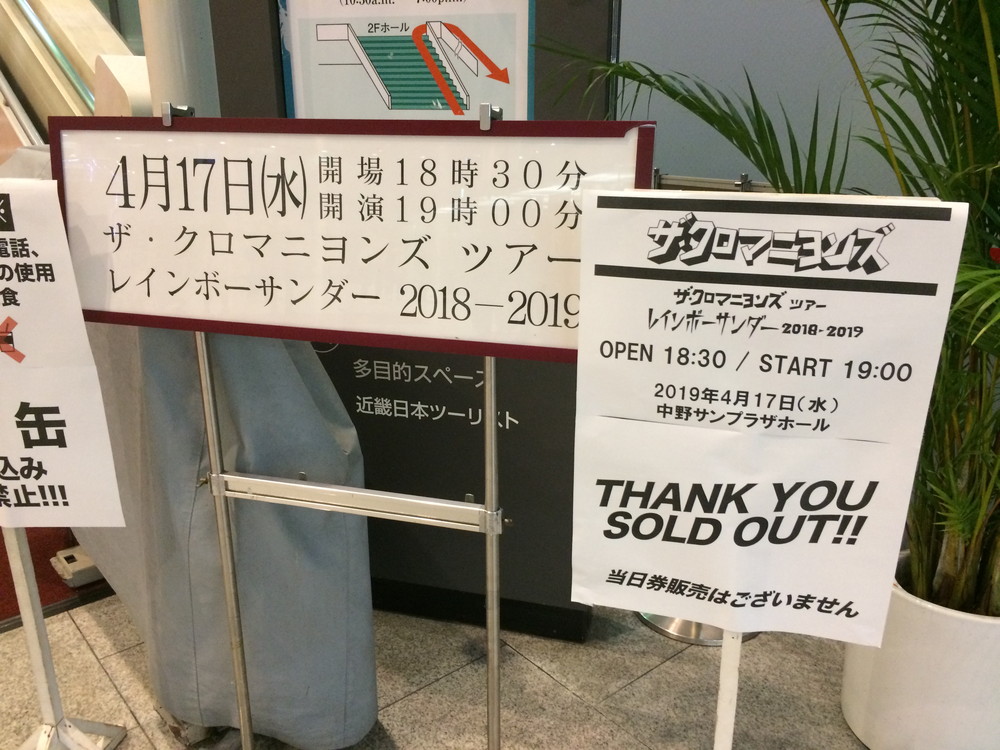 2Fホール
4月17日(水)
開場18時30分
開演19時00分
ザ・クロマニヨンズ ツアー
レインボーサンダー 2018－2019
電話、
の使用
食
缶
込み
禁止!!!
多目的スペース
近畿日本ツーリスト
ザ・クロマニヨンズ
ザ・クロマニヨンズ ツアー
レインボーサンダー 2018-2019
OPEN 18:30 / START 19:00
2019年4月17日(水)
中野サンプラザホール
THANK YOU
SOLD OUT!!
当日券販売はございません